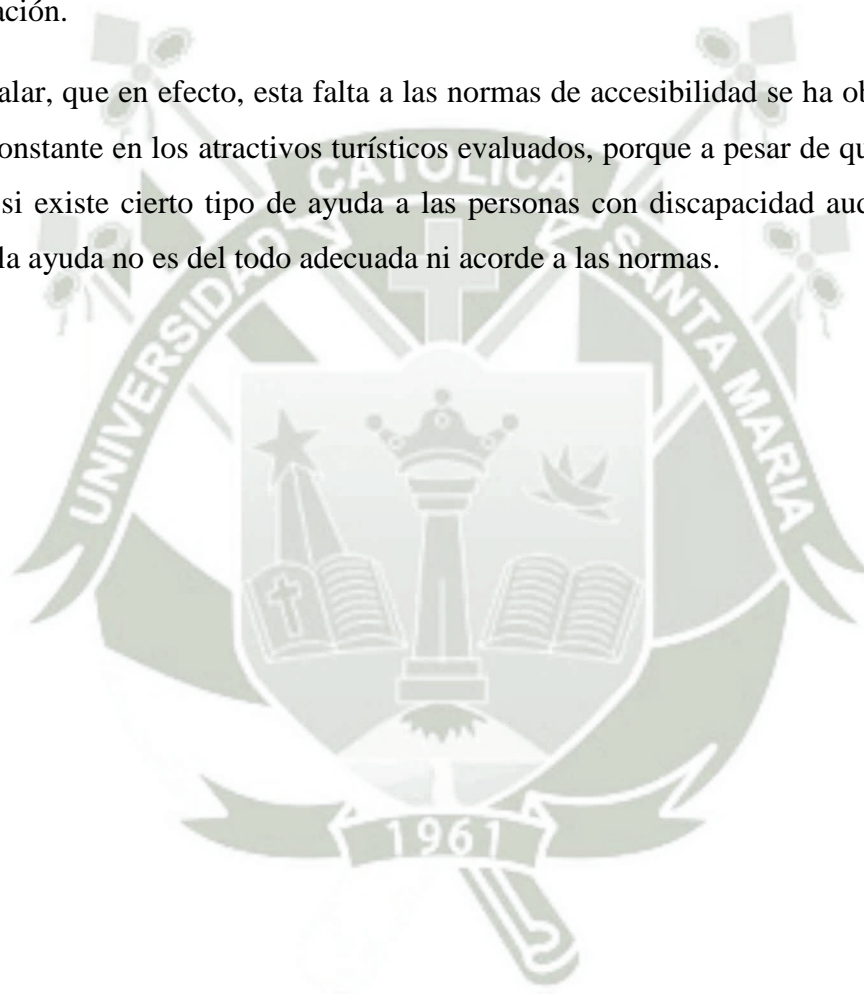 ación.
alar, que en efecto, esta falta a las normas de accesibilidad se ha ob
onstante en los atractivos turísticos evaluados, porque a pesar de qu
si existe cierto tipo de ayuda a las personas con discapacidad aud
la ayuda no es del todo adecuada ni acorde a las normas.
UNIVERSIDAD CATOLICA SANTA MARIA
1961